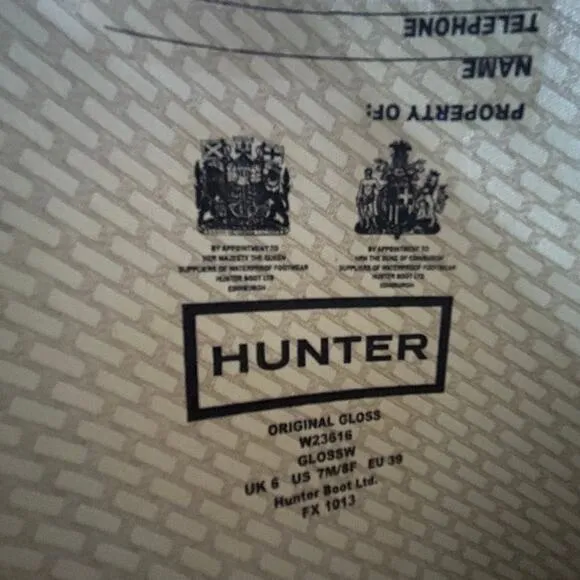 PROPERTY OF:
NAME
TELEPHONE
BY APPOINTMENT TO
HER MAJESTY THE QUEEN
SUPPLIERS OF WATERPROOF FOOTWEAR
HUNTER BOOT LTD
EDINBURGH
BY APPOINTMENT TO
HRH THE DUKE OF EDINBURGH
SUPPLIERS OF WATERPROOF FOOTWEAR
HUNTER BOOT LTD
EDINBURGH
HUNTER
ORIGINAL GLOSS
W23616
GLOSSW
UK 6 US 7M/8F EU 39
Hunter Boot Ltd.
FX 1013